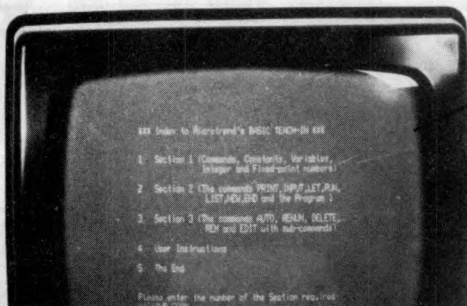 *** Index to Microtrend's BASIC TEACH-IN ***
1 Section 1 (Commands, Constants, Variables,
Integer and Fixed-point numbers)
2 Section 2 (The commands PRINT,INPUT,LET,RUN,
LIST,NEW,END and the Program )
3 Section 3 (The commands AUTO, RENUM, DELETE,
REM and EDIT with sub-commands)
4 User Instructions
5 The End
Please enter the number of the Section required